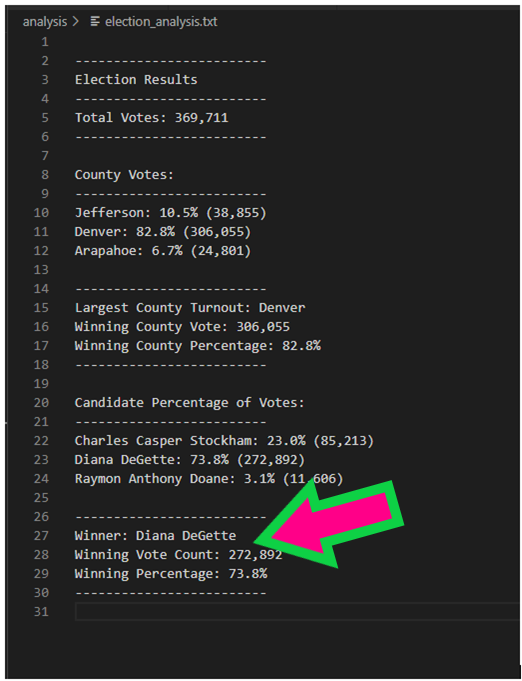 analysis > election_analysis.txt
1
2 -------------------------
3 Election Results
4 -------------------------
5 Total Votes: 369,711
6 -------------------------
7
8 County Votes:
9 -------------------------
10 Jefferson: 10.5% (38,855)
11 Denver: 82.8% (306,055)
12 Arapahoe: 6.7% (24,801)
13
14 -------------------------
15 Largest County Turnout: Denver
16 Winning County Vote: 306,055
17 Winning County Percentage: 82.8%
18 -------------------------
19
20 Candidate Percentage of Votes:
21 -------------------------
22 Charles Casper Stockham: 23.0% (85,213)
23 Diana DeGette: 73.8% (272,892)
24 Raymon Anthony Doane: 3.1% (11,606)
25
26 -------------------------
27 Winner: Diana DeGette
28 Winning Vote Count: 272,892
29 Winning Percentage: 73.8%
30 -------------------------
31